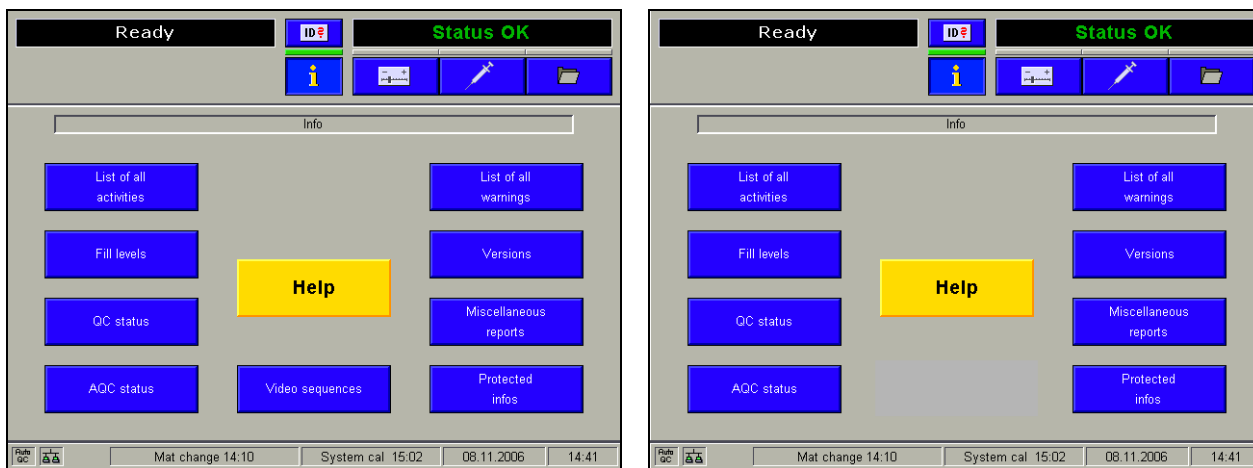 Ready
ID?
Status OK
i
Info
List of all
activities
List of all
warnings
Fill levels
Versions
Help
QC status
Miscellaneous
reports
AQC status
Video sequences
Protected
infos
Auto
QC
Mat change 14:10
System cal 15:02
08.11.2006
14:41
Ready
ID?
Status OK
i
Info
List of all
activities
List of all
warnings
Fill levels
Versions
Help
QC status
Miscellaneous
reports
AQC status
Protected
infos
Auto
QC
Mat change 14:10
System cal 15:02
08.11.2006
14:41